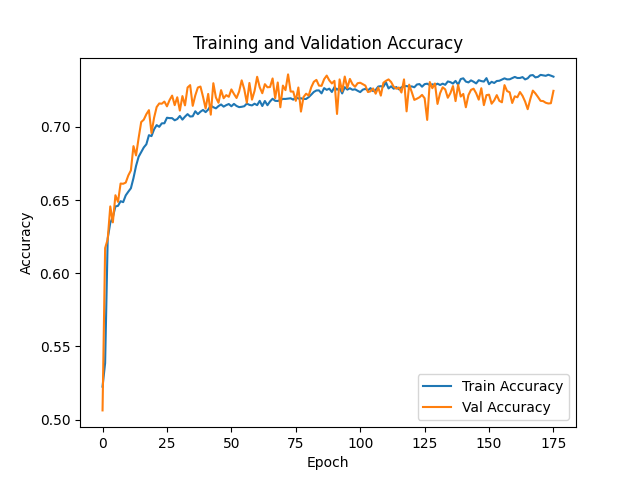 Training and Validation Accuracy
Accuracy
0.70
0.65
0.60
0.55
0.50
0
25
50
75
100
125
150
175
Epoch
Train Accuracy
Val Accuracy